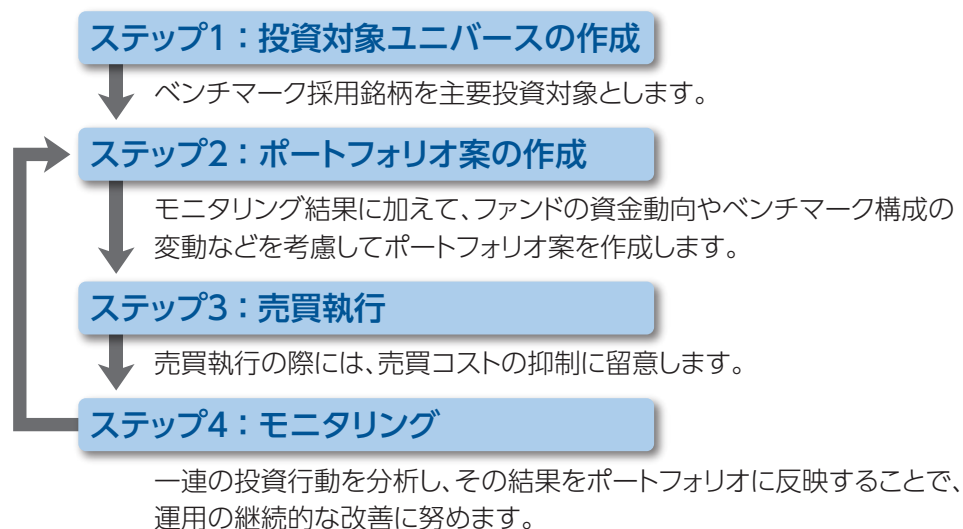 ステップ1：投資対象ユニバースの作成
ベンチマーク採用銘柄を主要投資対象とします。
ステップ2：ポートフォリオ案の作成
モニタリング結果に加えて、ファンドの資金動向やベンチマーク構成の
変動などを考慮してポートフォリオ案を作成します。
ステップ3：売買執行
売買執行の際には、売買コストの抑制に留意します。
ステップ4：モニタリング
一連の投資行動を分析し、その結果をポートフォリオに反映することで、
運用の継続的な改善に努めます。